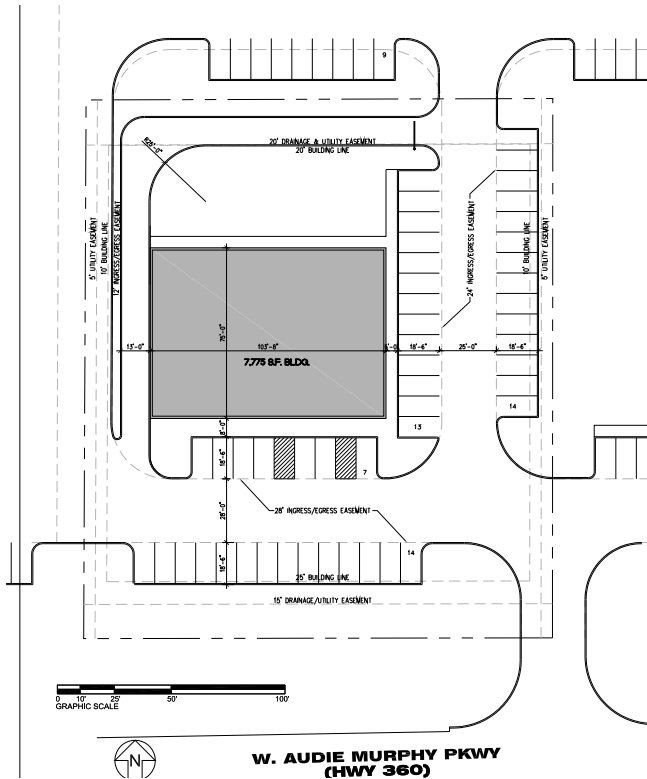 9
R26'-0"
20' DRAINAGE & UTILITY EASEMENT
20' BUILDING LINE
5' UTILITY EASEMENT
10' BUILDING LINE
12' INGRESS/EGRESS EASEMENT
24' INGRESS/EGRESS EASEMENT
10' BUILDING LINE
5' UTILITY EASEMENT
75'-0"
13'-0"
103'-8"
18'-6"
25'-0"
18'-6"
7,775 S.F. BLDG.
14
13
8'-0"
18'-6"
7
28'-0"
28' INGRESS/EGRESS EASEMENT
14
18'-6"
25' BUILDING LINE
15' DRAINAGE/UTILITY EASEMENT
0 10' 25' 50' 100'
GRAPHIC SCALE
N
W. AUDIE MURPHY PKWY
(HWY 360)